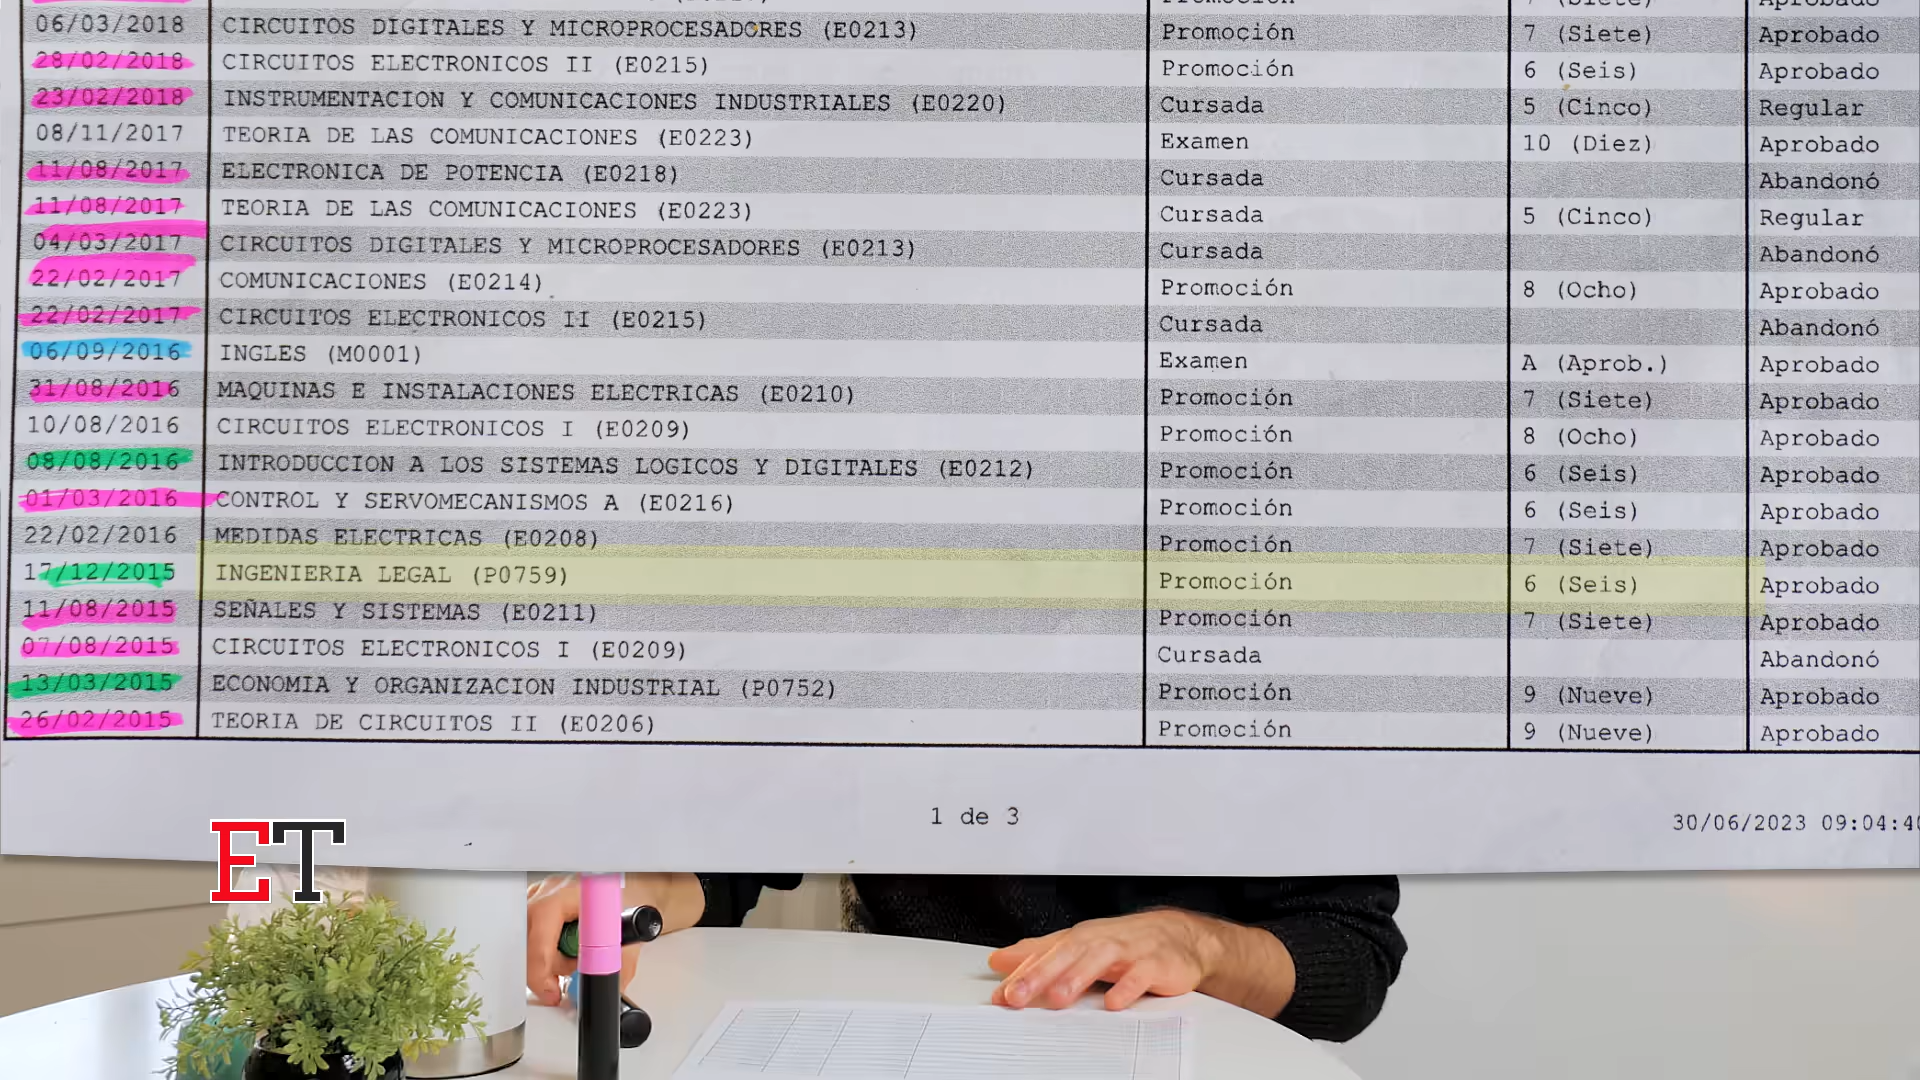 06/03/2018 CIRCUITOS DIGITALES Y MICROPROCESADORES (E0213) Promoción 7 (Siete) Aprobado
28/02/2018 CIRCUITOS ELECTRONICOS II (E0215) Promoción 6 (Seis) Aprobado
23/02/2018 INSTRUMENTACION Y COMUNICACIONES INDUSTRIALES (E0220) Cursada 5 (Cinco) Regular
08/11/2017 TEORIA DE LAS COMUNICACIONES (E0223) Examen 10 (Diez) Aprobado
11/08/2017 ELECTRONICA DE POTENCIA (E0218) Cursada Abandonó
11/08/2017 TEORIA DE LAS COMUNICACIONES (E0223) Cursada 5 (Cinco) Regular
04/03/2017 CIRCUITOS DIGITALES Y MICROPROCESADORES (E0213) Cursada Abandonó
22/02/2017 COMUNICACIONES (E0214) Promoción 8 (Ocho) Aprobado
22/02/2017 CIRCUITOS ELECTRONICOS II (E0215) Cursada Abandonó
06/09/2016 INGLES (M0001) Examen A (Aprob.) Aprobado
31/08/2016 MAQUINAS E INSTALACIONES ELECTRICAS (E0210) Promoción 7 (Siete) Aprobado
10/08/2016 CIRCUITOS ELECTRONICOS I (E0209) Promoción 8 (Ocho) Aprobado
08/08/2016 INTRODUCCION A LOS SISTEMAS LOGICOS Y DIGITALES (E0212) Promoción 6 (Seis) Aprobado
01/03/2016 CONTROL Y SERVOMECANISMOS A (E0216) Promoción 6 (Seis) Aprobado
22/02/2016 MEDIDAS ELECTRICAS (E0208) Promoción 7 (Siete) Aprobado
17/12/2015 INGENIERIA LEGAL (P0759) Promoción 6 (Seis) Aprobado
11/08/2015 SEÑALES Y SISTEMAS (E0211) Promoción 7 (Siete) Aprobado
07/08/2015 CIRCUITOS ELECTRONICOS I (E0209) Cursada Abandonó
13/03/2015 ECONOMIA Y ORGANIZACION INDUSTRIAL (P0752) Promoción 9 (Nueve) Aprobado
26/02/2015 TEORIA DE CIRCUITOS II (E0206) Promoción 9 (Nueve) Aprobado
1 de 3
30/06/2023 09:04:40
ET